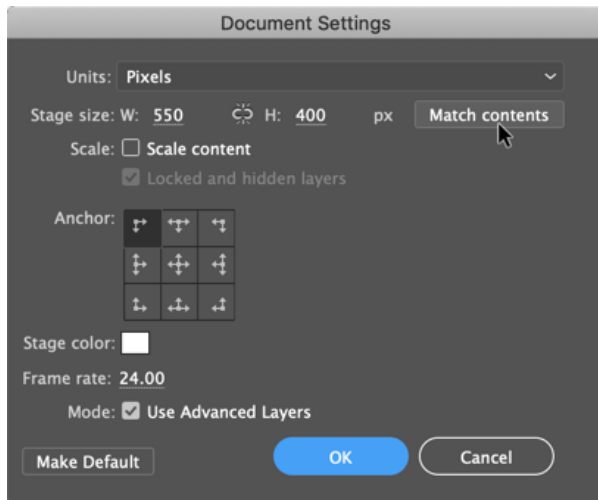 Document Settings
Units: Pixels
Stage size: W: 550 H: 400 px Match contents
Scale: Scale content
Locked and hidden layers
Anchor:
Stage color:
Frame rate: 24.00
Mode: Use Advanced Layers
Make Default OK Cancel